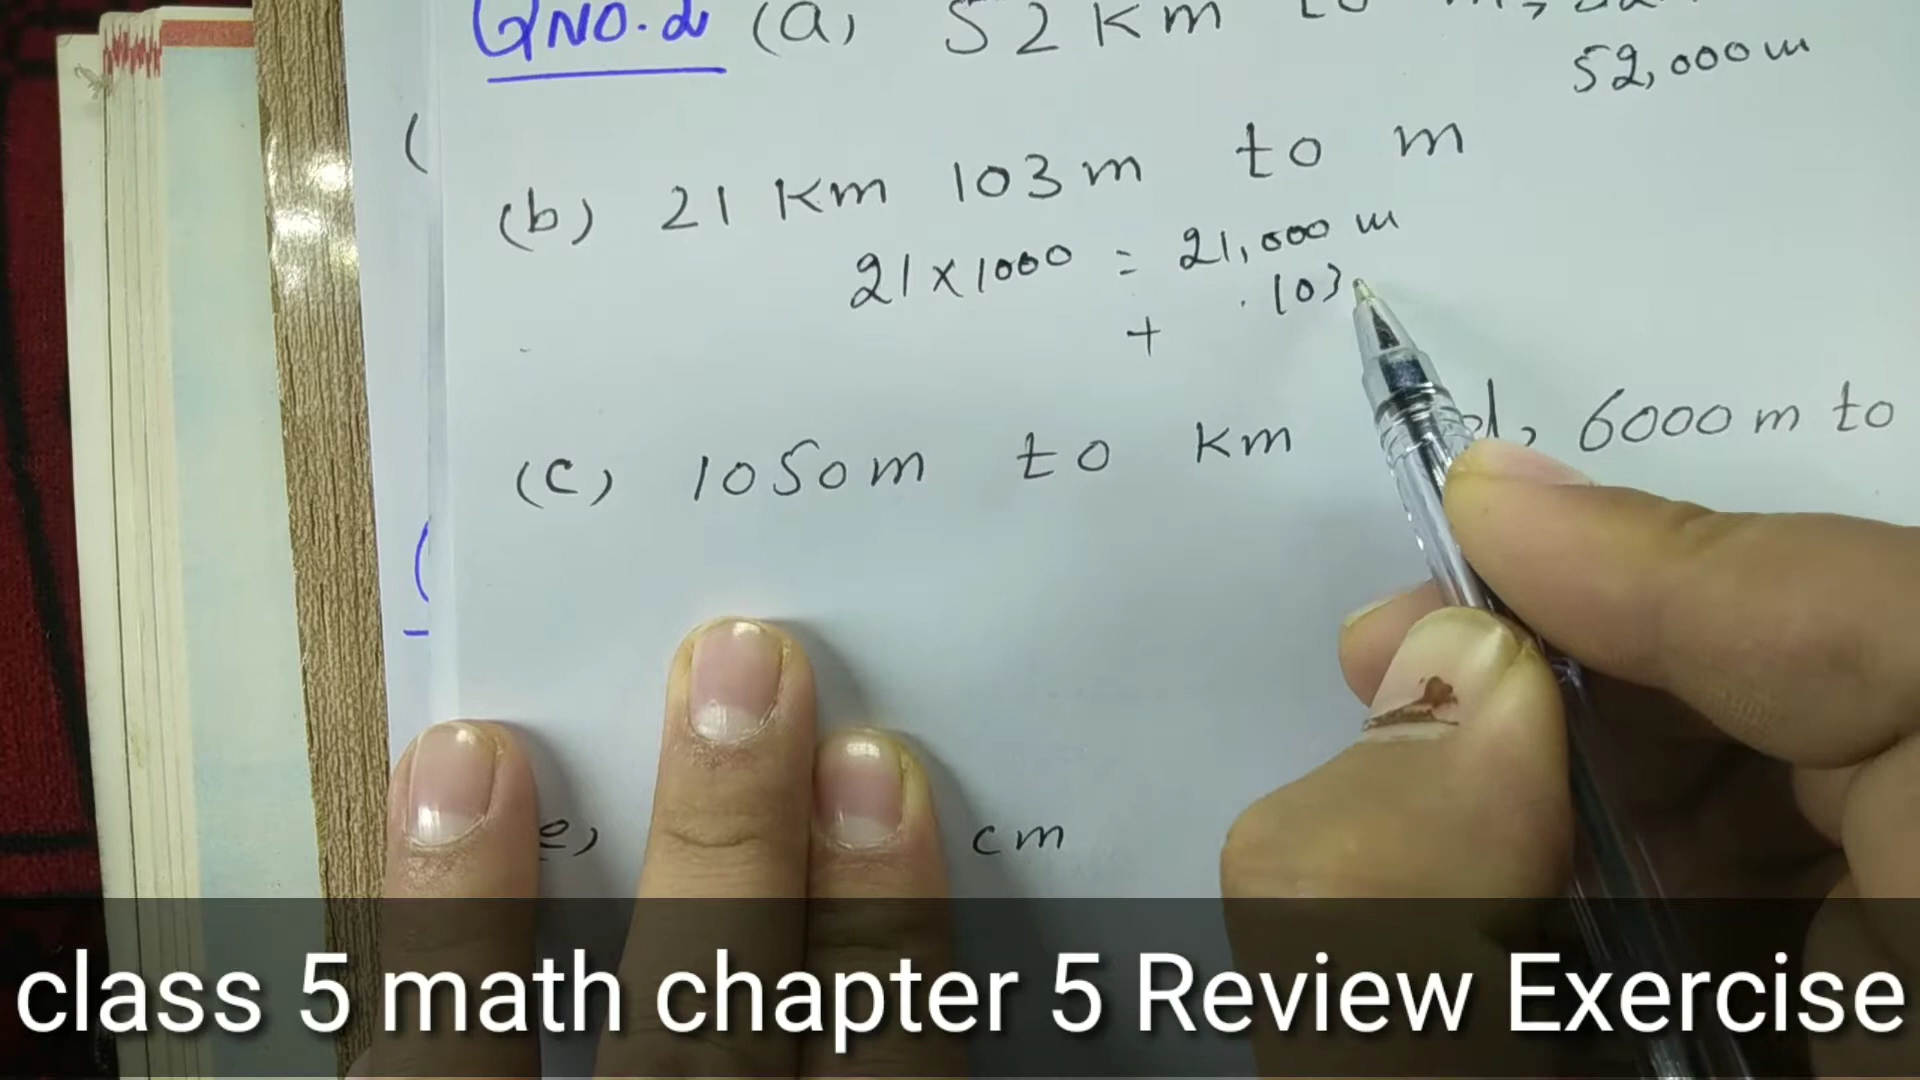 QNO.2 (a) 52 Km to m,
52,000 m
(
(b) 21 Km 103 m to m
21 x 1000 = 21,000 m
+ 103
(c) 1050 m to Km d, 6000 m to
(
e) cm
class 5 math chapter 5 Review Exercise